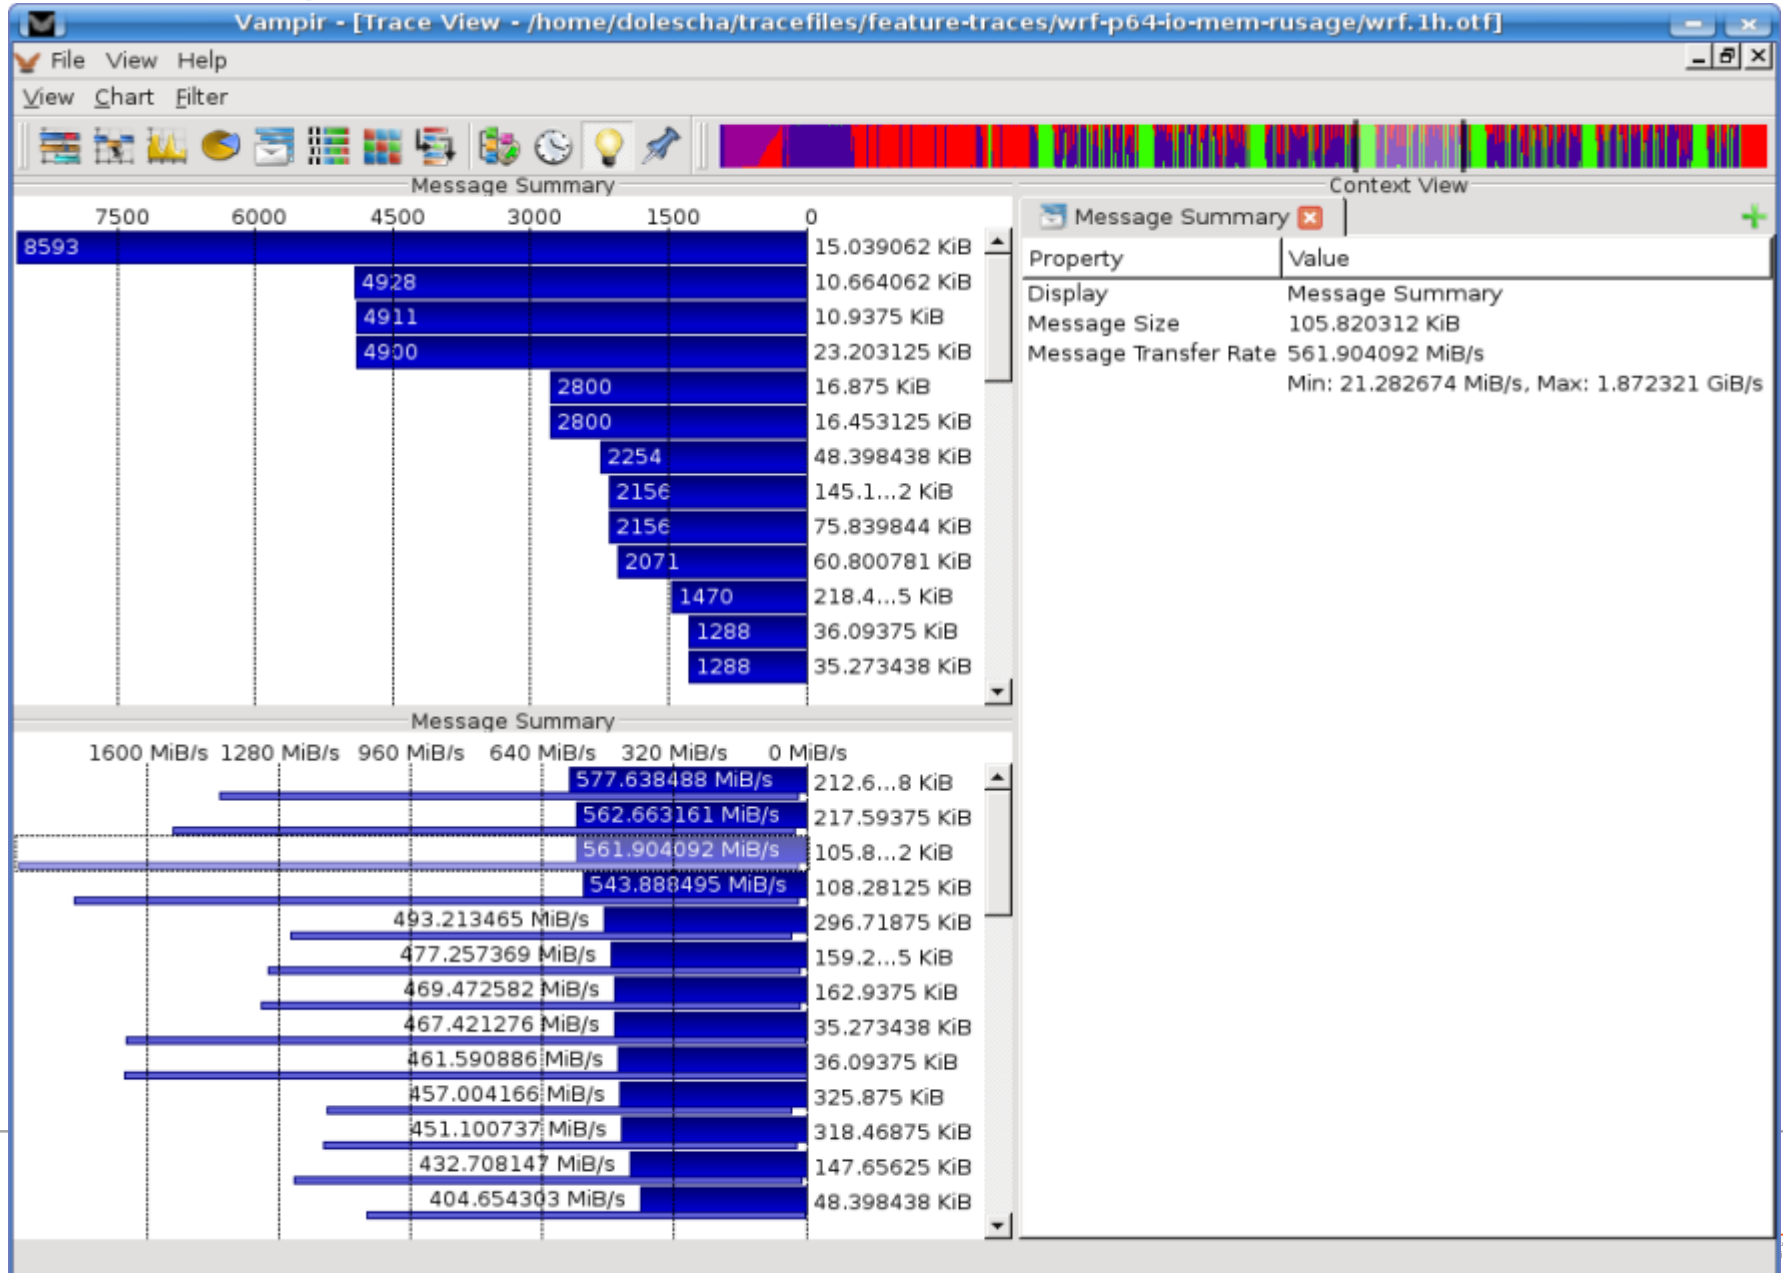 Vampir - [Trace View - /home/dolescha/tracefiles/feature-traces/wrf-p64-io-mem-rusage/wrf.1h.otf]
File View Help
View Chart Filter
Message Summary
7500 6000 4500 3000 1500 0
8593 15.039062 KiB
4928 10.664062 KiB
4911 10.9375 KiB
4900 23.203125 KiB
2800 16.875 KiB
2800 16.453125 KiB
2254 48.398438 KiB
2156 145.1...2 KiB
2156 75.839844 KiB
2071 60.800781 KiB
1470 218.4...5 KiB
1288 36.09375 KiB
1288 35.273438 KiB
Message Summary
1600 MiB/s 1280 MiB/s 960 MiB/s 640 MiB/s 320 MiB/s 0 MiB/s
577.638488 MiB/s 212.6...8 KiB
562.663161 MiB/s 217.59375 KiB
561.904092 MiB/s 105.8...2 KiB
543.888495 MiB/s 108.28125 KiB
493.213465 MiB/s 296.71875 KiB
477.257369 MiB/s 159.2...5 KiB
469.472582 MiB/s 162.9375 KiB
467.421276 MiB/s 35.273438 KiB
461.590886 MiB/s 36.09375 KiB
457.004166 MiB/s 325.875 KiB
451.100737 MiB/s 318.46875 KiB
432.708147 MiB/s 147.65625 KiB
404.654303 MiB/s 48.398438 KiB
Context View
Message Summary
Property Value
Display Message Summary
Message Size 105.820312 KiB
Message Transfer Rate 561.904092 MiB/s
Min: 21.282674 MiB/s, Max: 1.872321 GiB/s